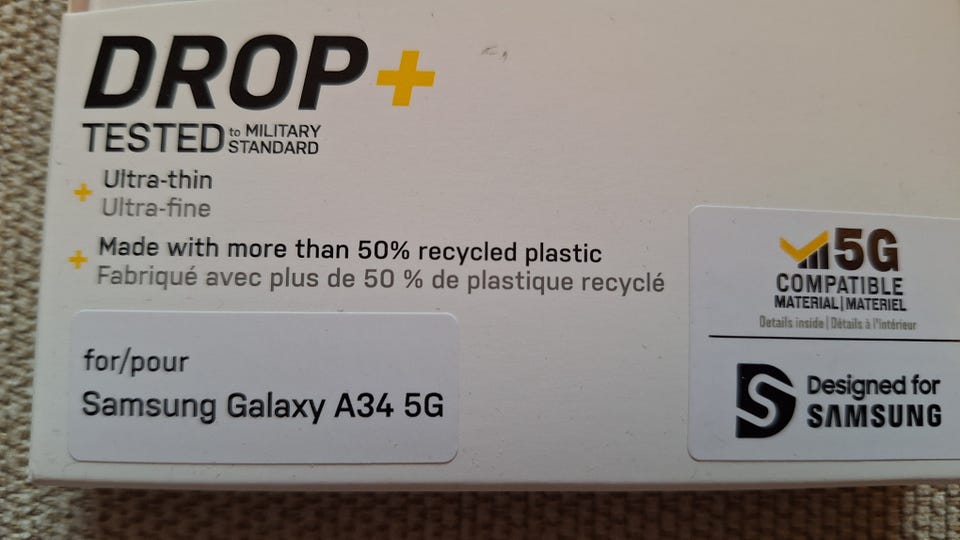 DROP+
TESTED to MILITARY STANDARD
+ Ultra-thin
Ultra-fine
+ Made with more than 50% recycled plastic
Fabriqué avec plus de 50 % de plastique recyclé
for/pour
Samsung Galaxy A34 5G
5G
COMPATIBLE
MATERIAL|MATERIEL
Details inside|Détails à l'intérieur
Designed for
SAMSUNG